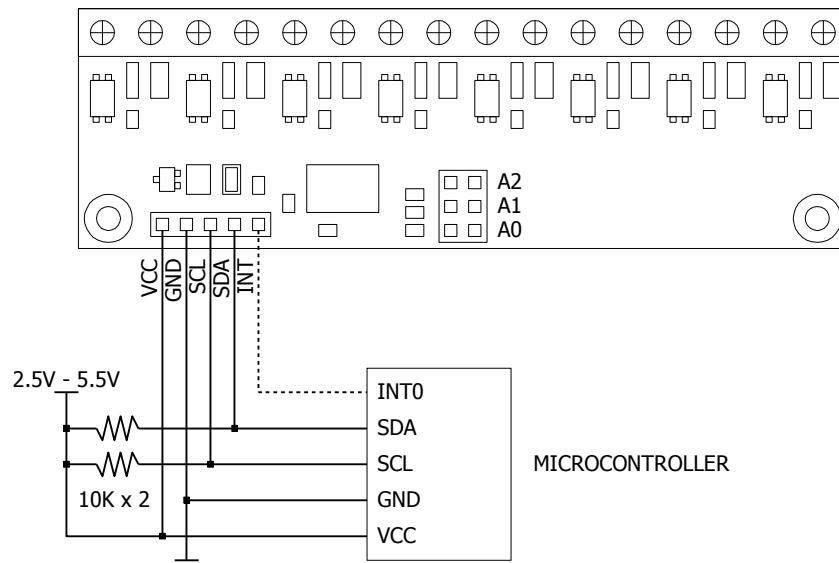 A2
A1
A0
VCC
GND
SCL
SDA
INT
2.5V - 5.5V
INT0
SDA
SCL
MICROCONTROLLER
10K x 2
GND
VCC